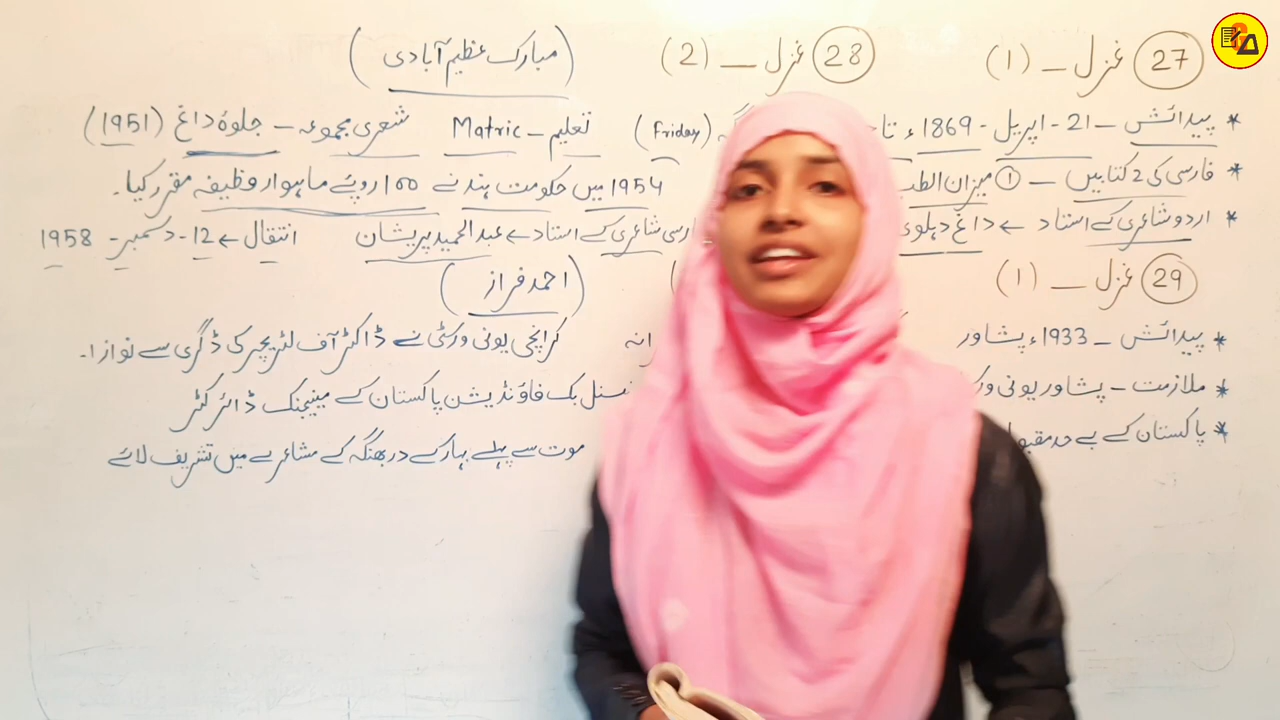 27 غزل ـ (1) 28 غزل ـ (2) (مبارک عظیم آبادی)
* پیدائش ـ 21 - اپریل - 1869ء تا (Friday) تعلیم ـ Matric شعری مجموعہ ـ جلوۂ داغ (1951)
* فارسی کی 2 کتابیں ـ ① میزان الطب 1954 میں حکومت ہند نے 100 روپئے ماہوار وظیفہ مقرر کیا۔
* اردو شاعری کے استاد ← داغ دہلوی شاعری کے استاد ← عبدالحمید پریشان انتقال ← 12 - دسمبر - 1958
29 غزل ـ (1) (احمد فراز)
* پیدائش ـ 1933ء پشاور کراچی یونی ورسٹی نے ڈاکٹر آف لٹریچر کی ڈگری سے نوازا۔
* ملازمت ـ پشاور یونی بک فاؤنڈیشن پاکستان کے مینیجنگ ڈائرکٹر
* پاکستان کے بے حد موت سے پہلے بہار کے دربھنگہ کے مشاعرے میں تشریف لائے